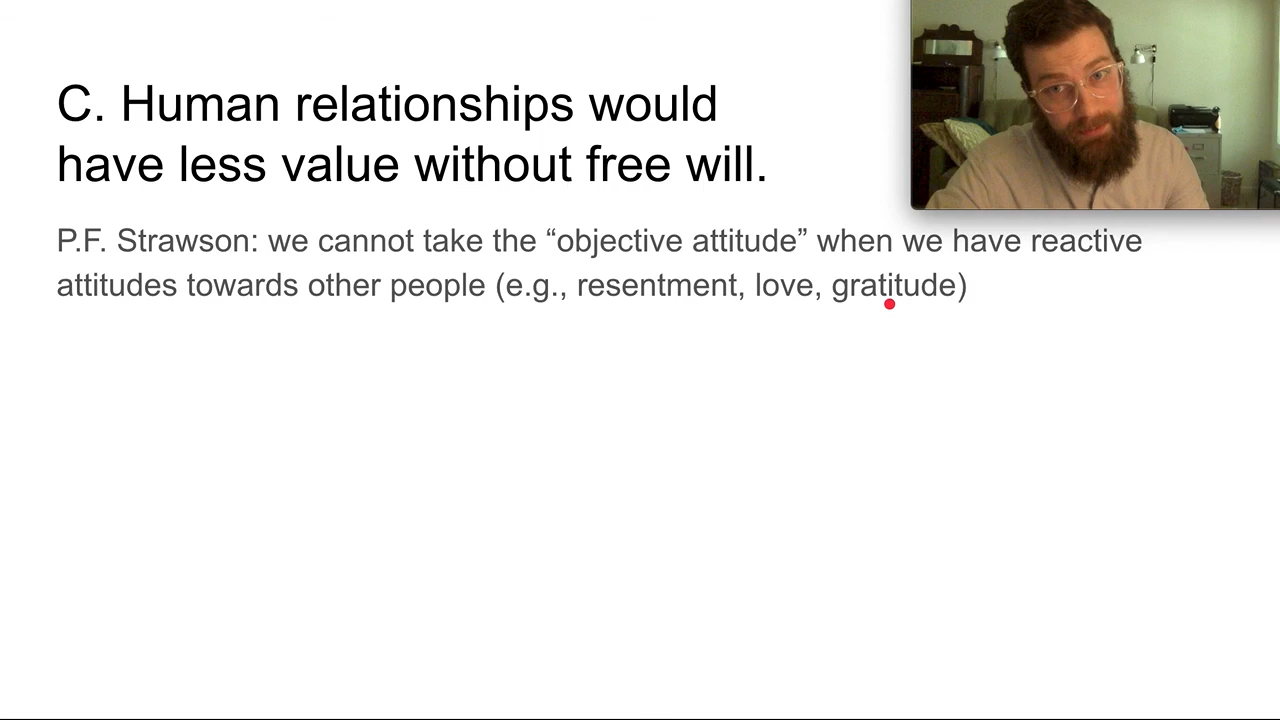 C. Human relationships would
have less value without free will.
P.F. Strawson: we cannot take the “objective attitude” when we have reactive
attitudes towards other people (e.g., resentment, love, gratitude)